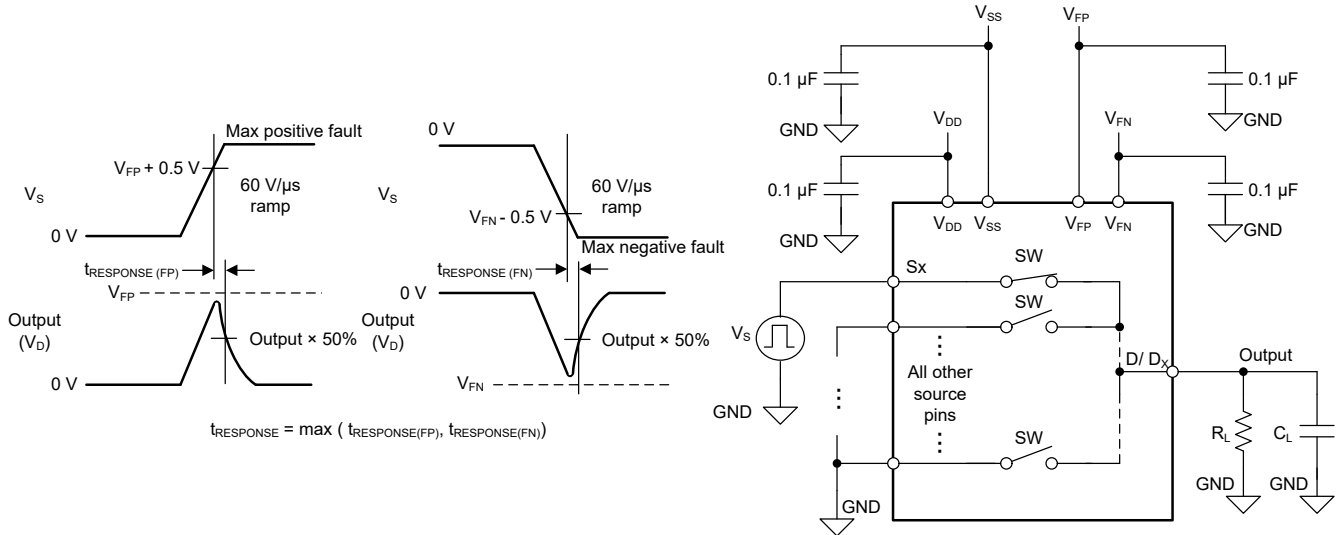 0 V
Max positive fault
V_FP + 0.5 V
60 V/µs
ramp
V_S
0 V
t_RESPONSE (FP)
V_FP
Output
(V_D)
Output × 50%
0 V
0 V
60 V/µs
ramp
V_FN - 0.5 V
V_S
Max negative fault
t_RESPONSE (FN)
0 V
Output
(V_D)
Output × 50%
V_FN
t_RESPONSE = max ( t_RESPONSE(FP), t_RESPONSE(FN))
V_SS
V_FP
0.1 µF
GND
0.1 µF
GND
V_DD
V_FN
0.1 µF
GND
0.1 µF
GND
V_DD
V_SS
V_FP
V_FN
Sx
SW
SW
V_S
GND
...
...
All other
source
pins
...
SW
GND
D/ D_X
Output
R_L
C_L
GND
GND